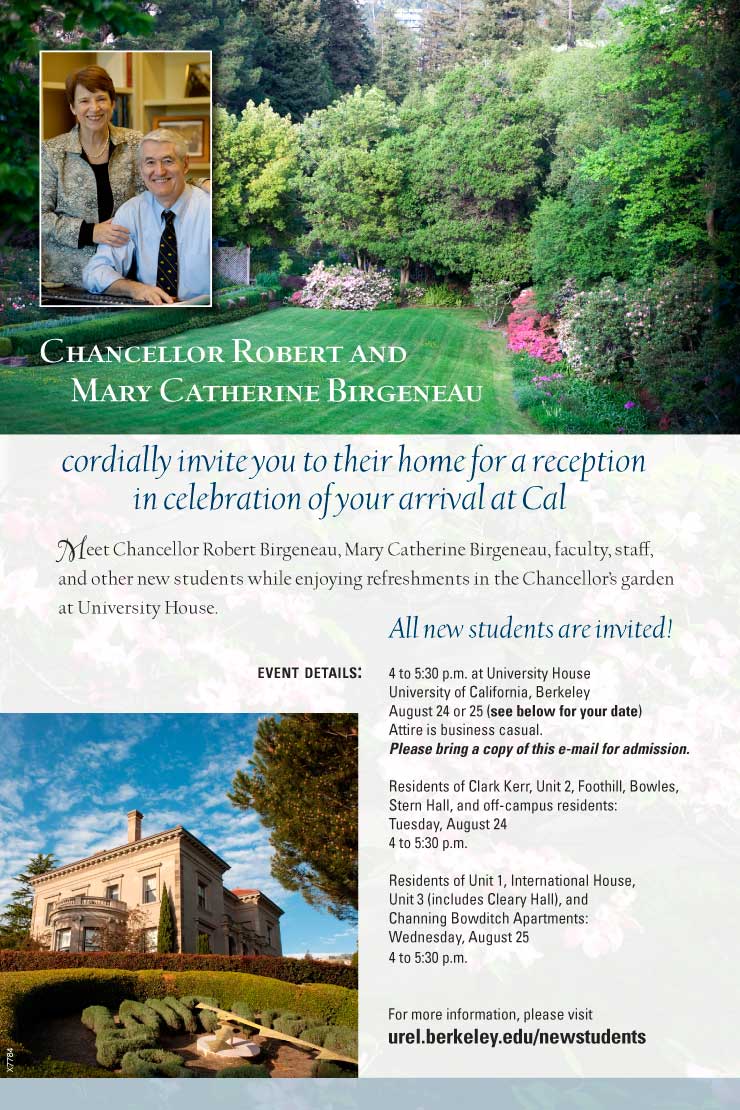 Chancellor Robert and
Mary Catherine Birgeneau
cordially invite you to their home for a reception
in celebration of your arrival at Cal
Meet Chancellor Robert Birgeneau, Mary Catherine Birgeneau, faculty, staff,
and other new students while enjoying refreshments in the Chancellor's garden
at University House.
All new students are invited!
EVENT DETAILS:
4 to 5:30 p.m. at University House
University of California, Berkeley
August 24 or 25 (see below for your date)
Attire is business casual.
Please bring a copy of this e-mail for admission.
Residents of Clark Kerr, Unit 2, Foothill, Bowles,
Stern Hall, and off-campus residents:
Tuesday, August 24
4 to 5:30 p.m.
Residents of Unit 1, International House,
Unit 3 (includes Cleary Hall), and
Channing Bowditch Apartments:
Wednesday, August 25
4 to 5:30 p.m.
For more information, please visit
urel.berkeley.edu/newstudents
X7784